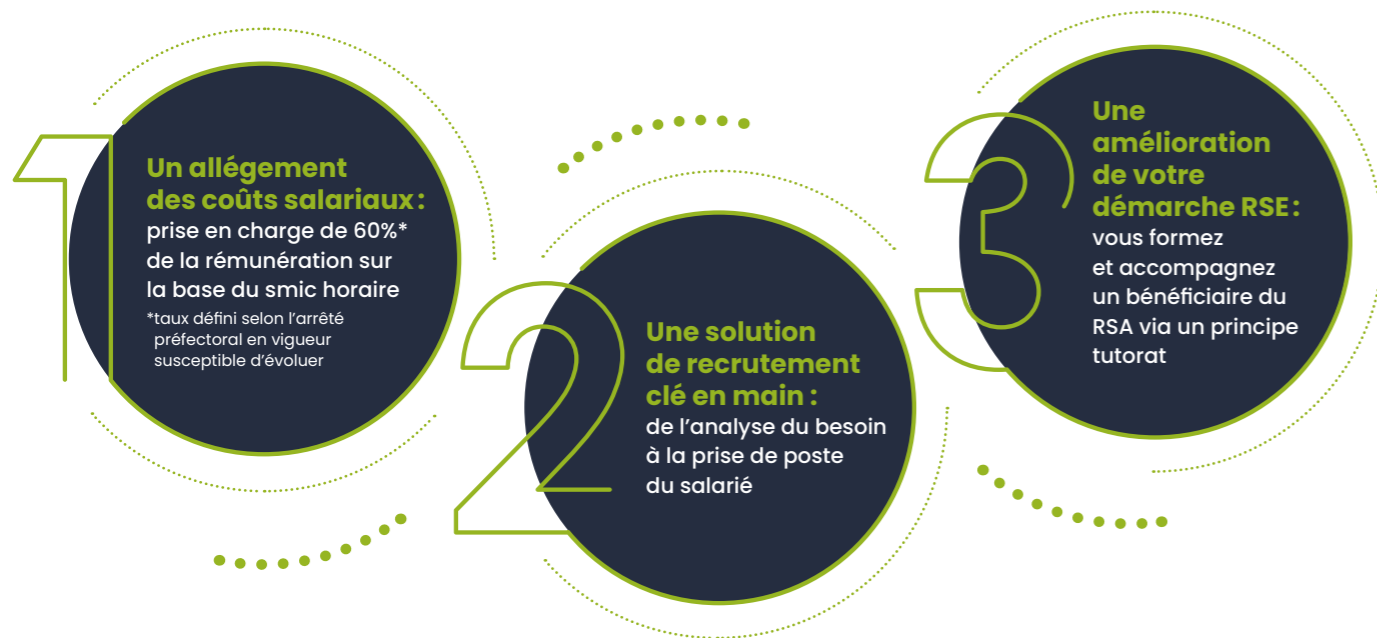 1
Un allégement
des coûts salariaux :
prise en charge de 60%*
de la rémunération sur
la base du smic horaire
*taux défini selon l’arrêté
préfectoral en vigueur
susceptible d’évoluer
2
Une solution
de recrutement
clé en main :
de l’analyse du besoin
à la prise de poste
du salarié
3
Une
amélioration
de votre
démarche RSE :
vous formez
et accompagnez
un bénéficiaire du
RSA via un principe
tutorat